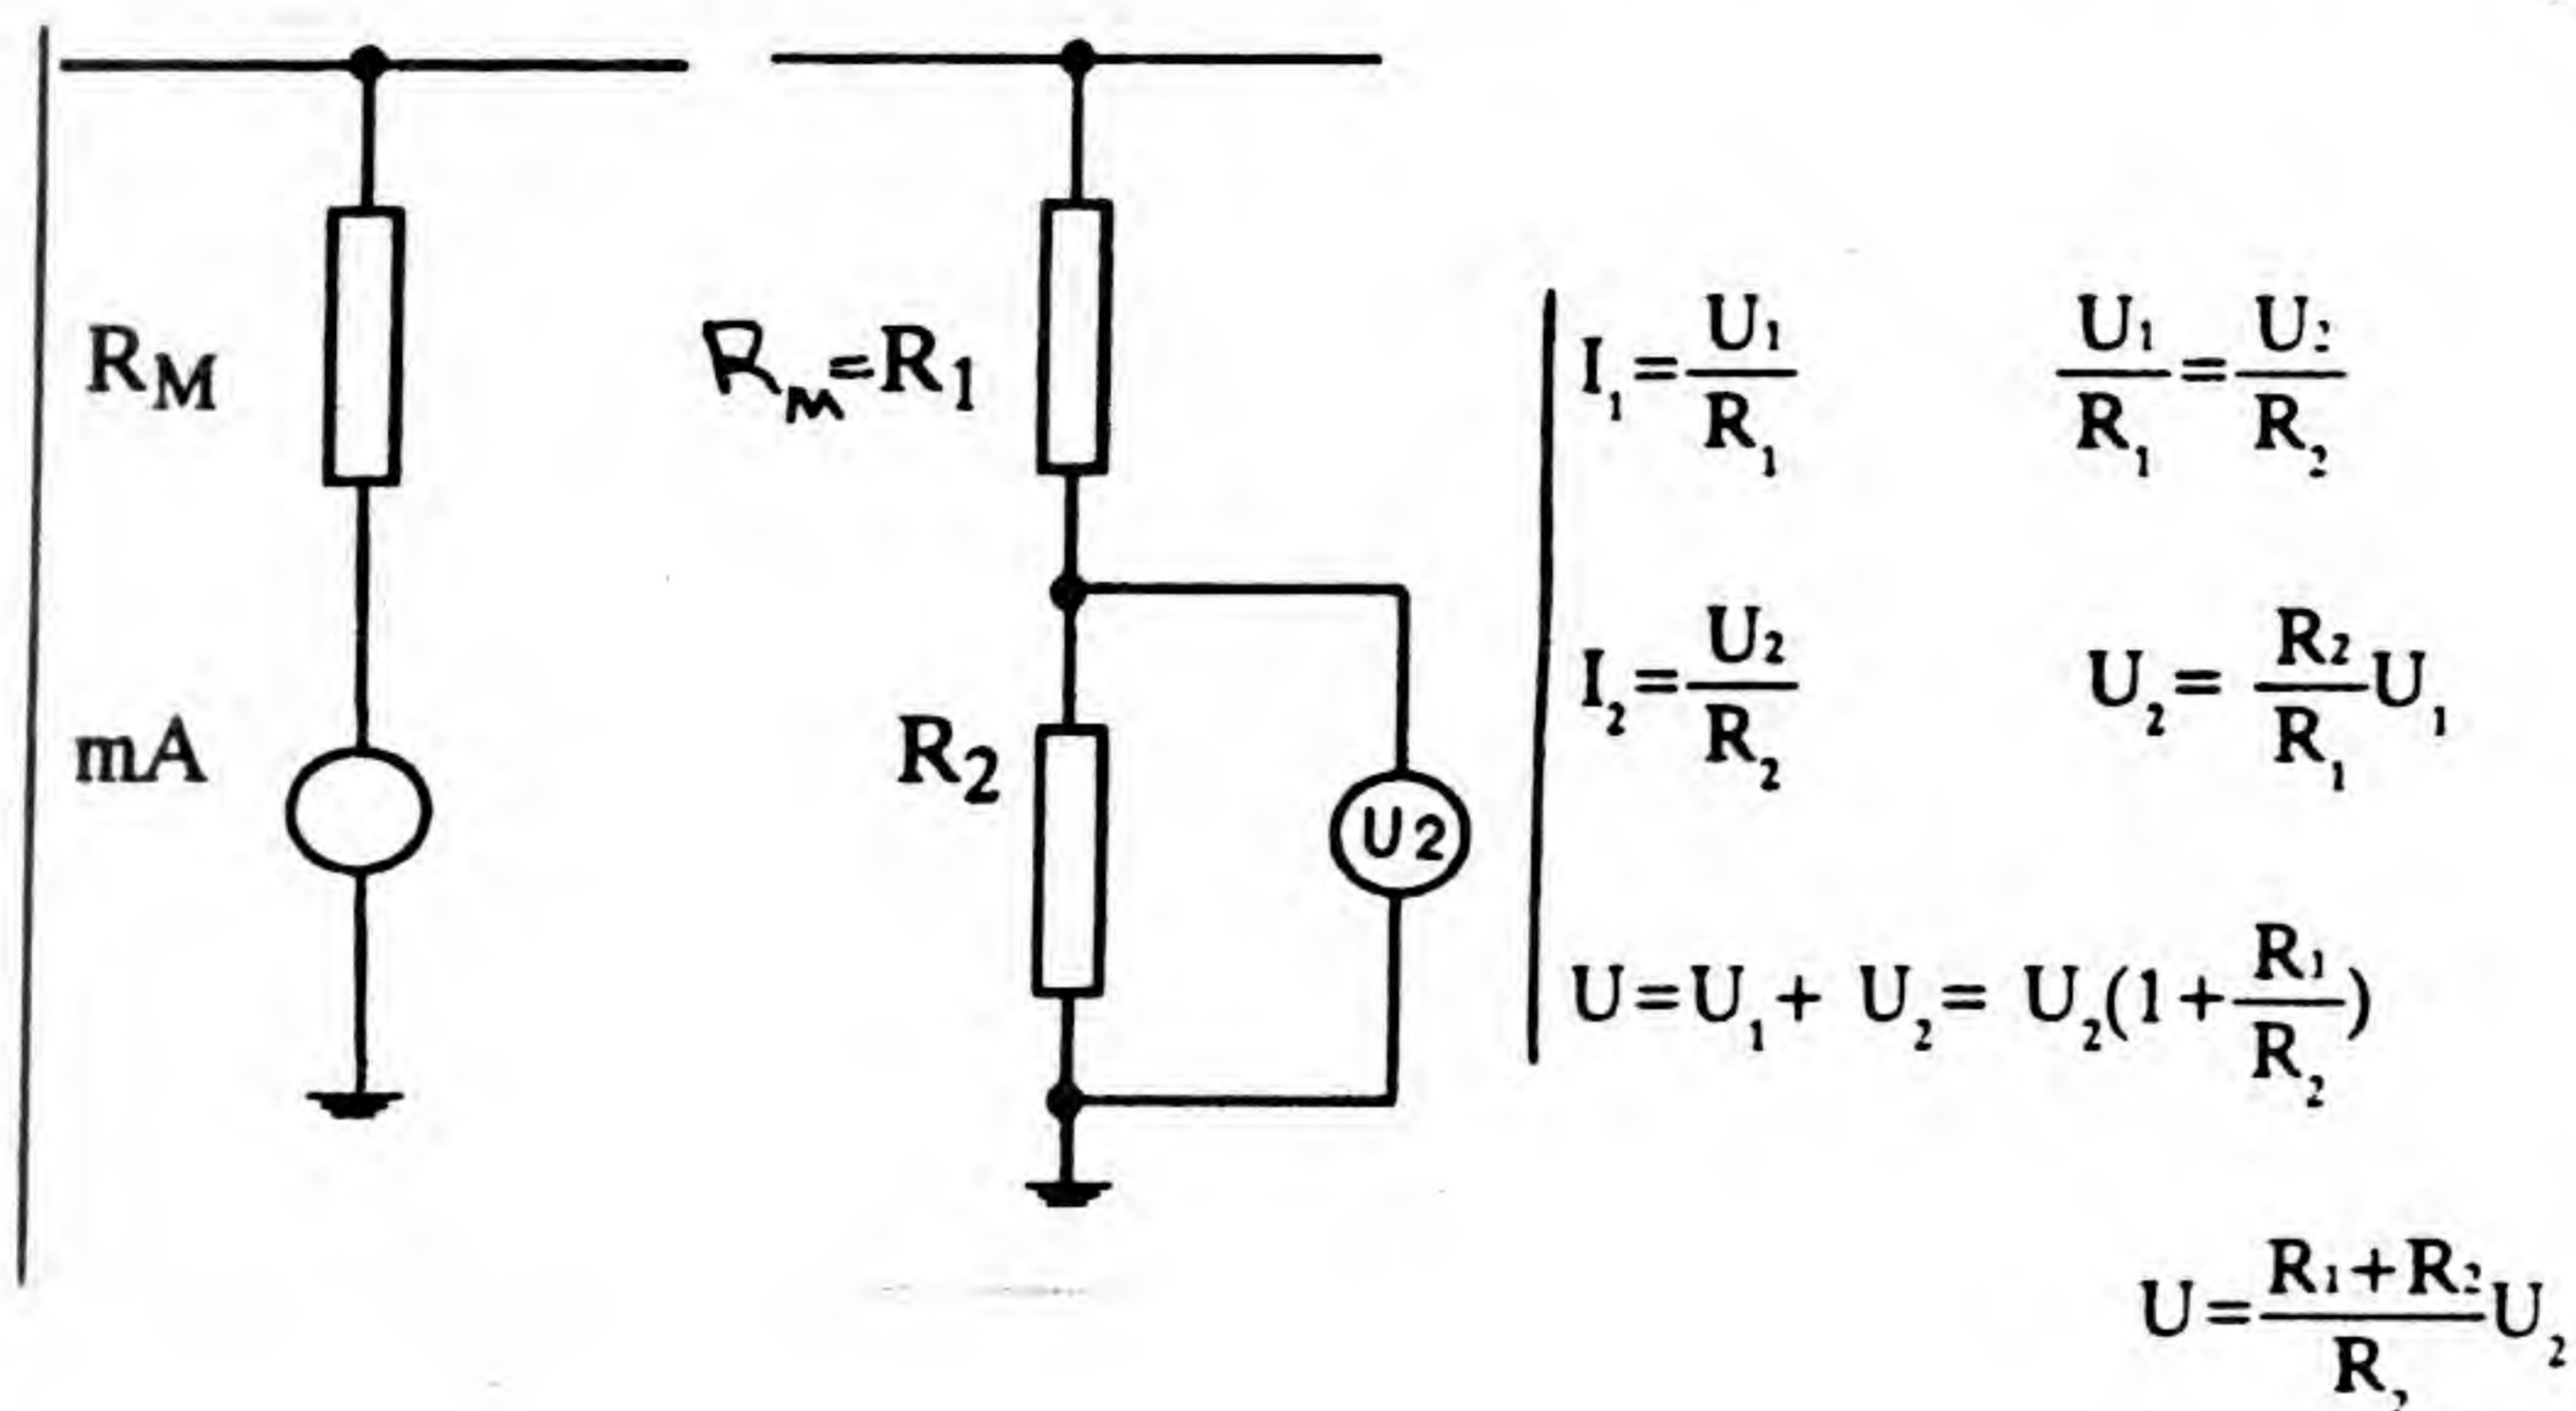 R_M
mA
R_m=R_1
R_2
U2
I_1=U_1/R_1
U_1/R_1=U_2/R_2
I_2=U_2/R_2
U_2= R_2/R_1 U_1
U=U_1+ U_2= U_2(1+R_1/R_2)
U=R_1+R_2/R_2 U_2